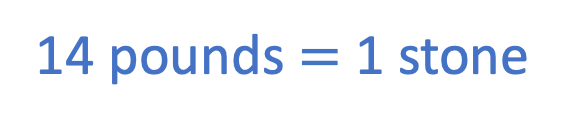 14 pounds = 1 stone